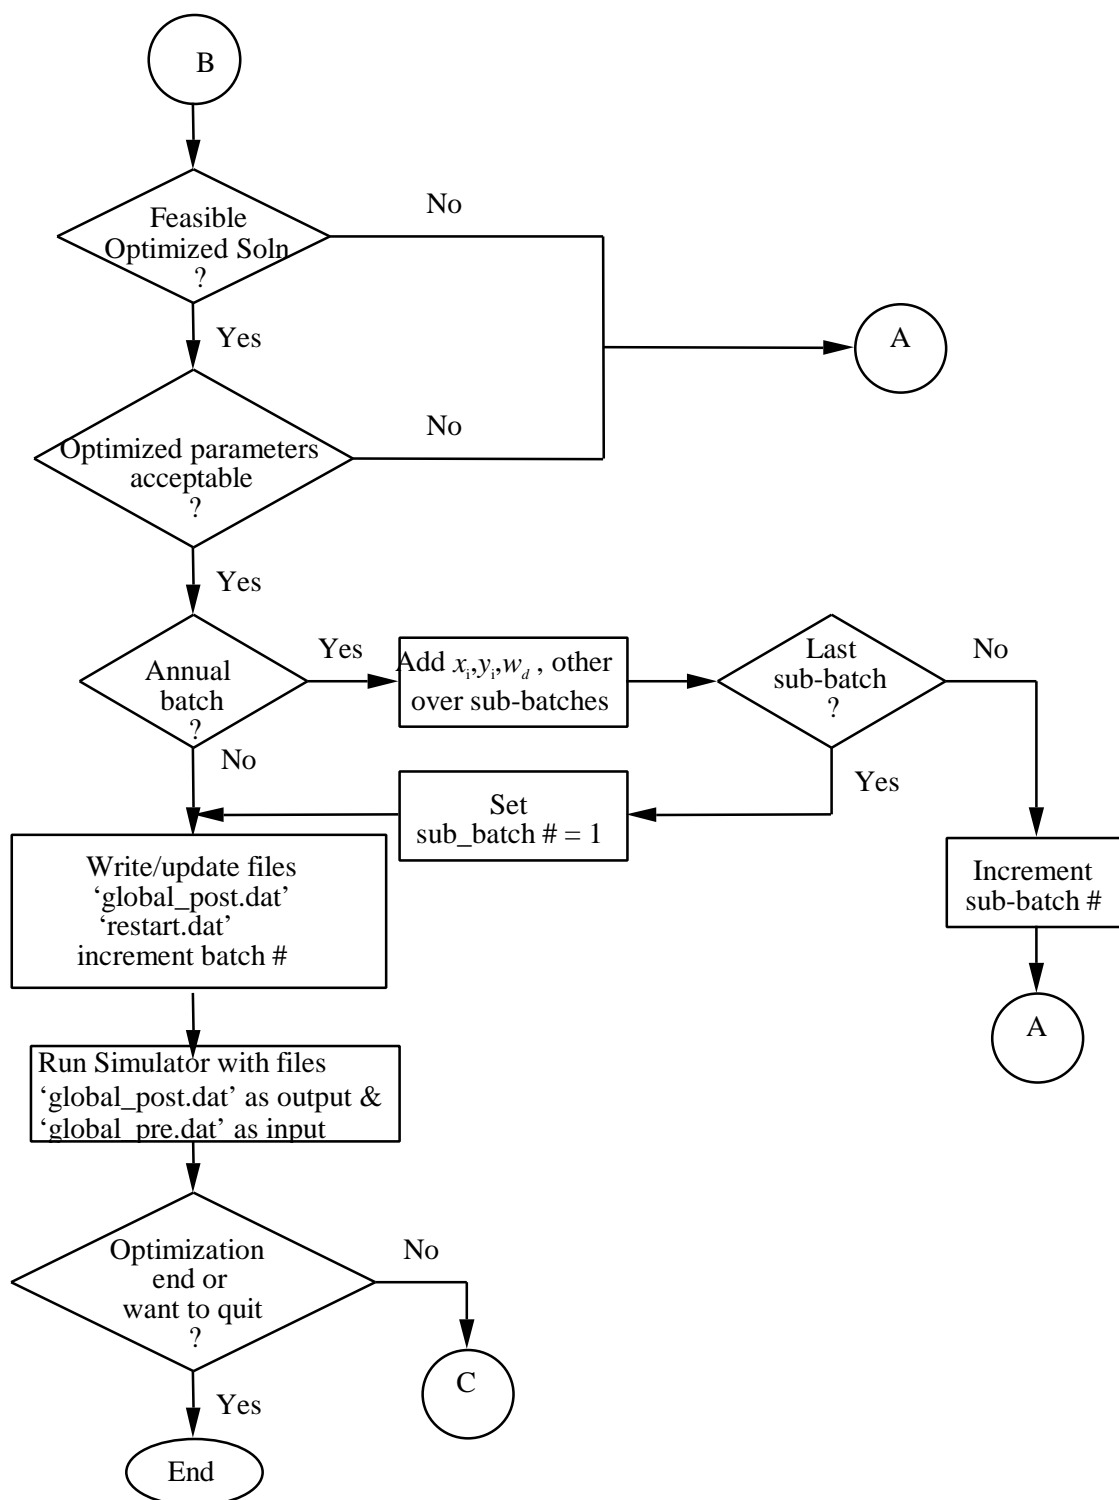 B
Feasible
Optimized Soln
?
No
Yes
A
Optimized parameters
acceptable
?
No
Yes
Annual
batch
?
Yes
No
Add xi,yi,wd , other
over sub-batches
Last
sub-batch
?
No
Yes
Set
sub_batch # = 1
Increment
sub-batch #
A
Write/update files
‘global_post.dat’
‘restart.dat’
increment batch #
Run Simulator with files
‘global_post.dat’ as output &
‘global_pre.dat’ as input
Optimization
end or
want to quit
?
No
C
Yes
End